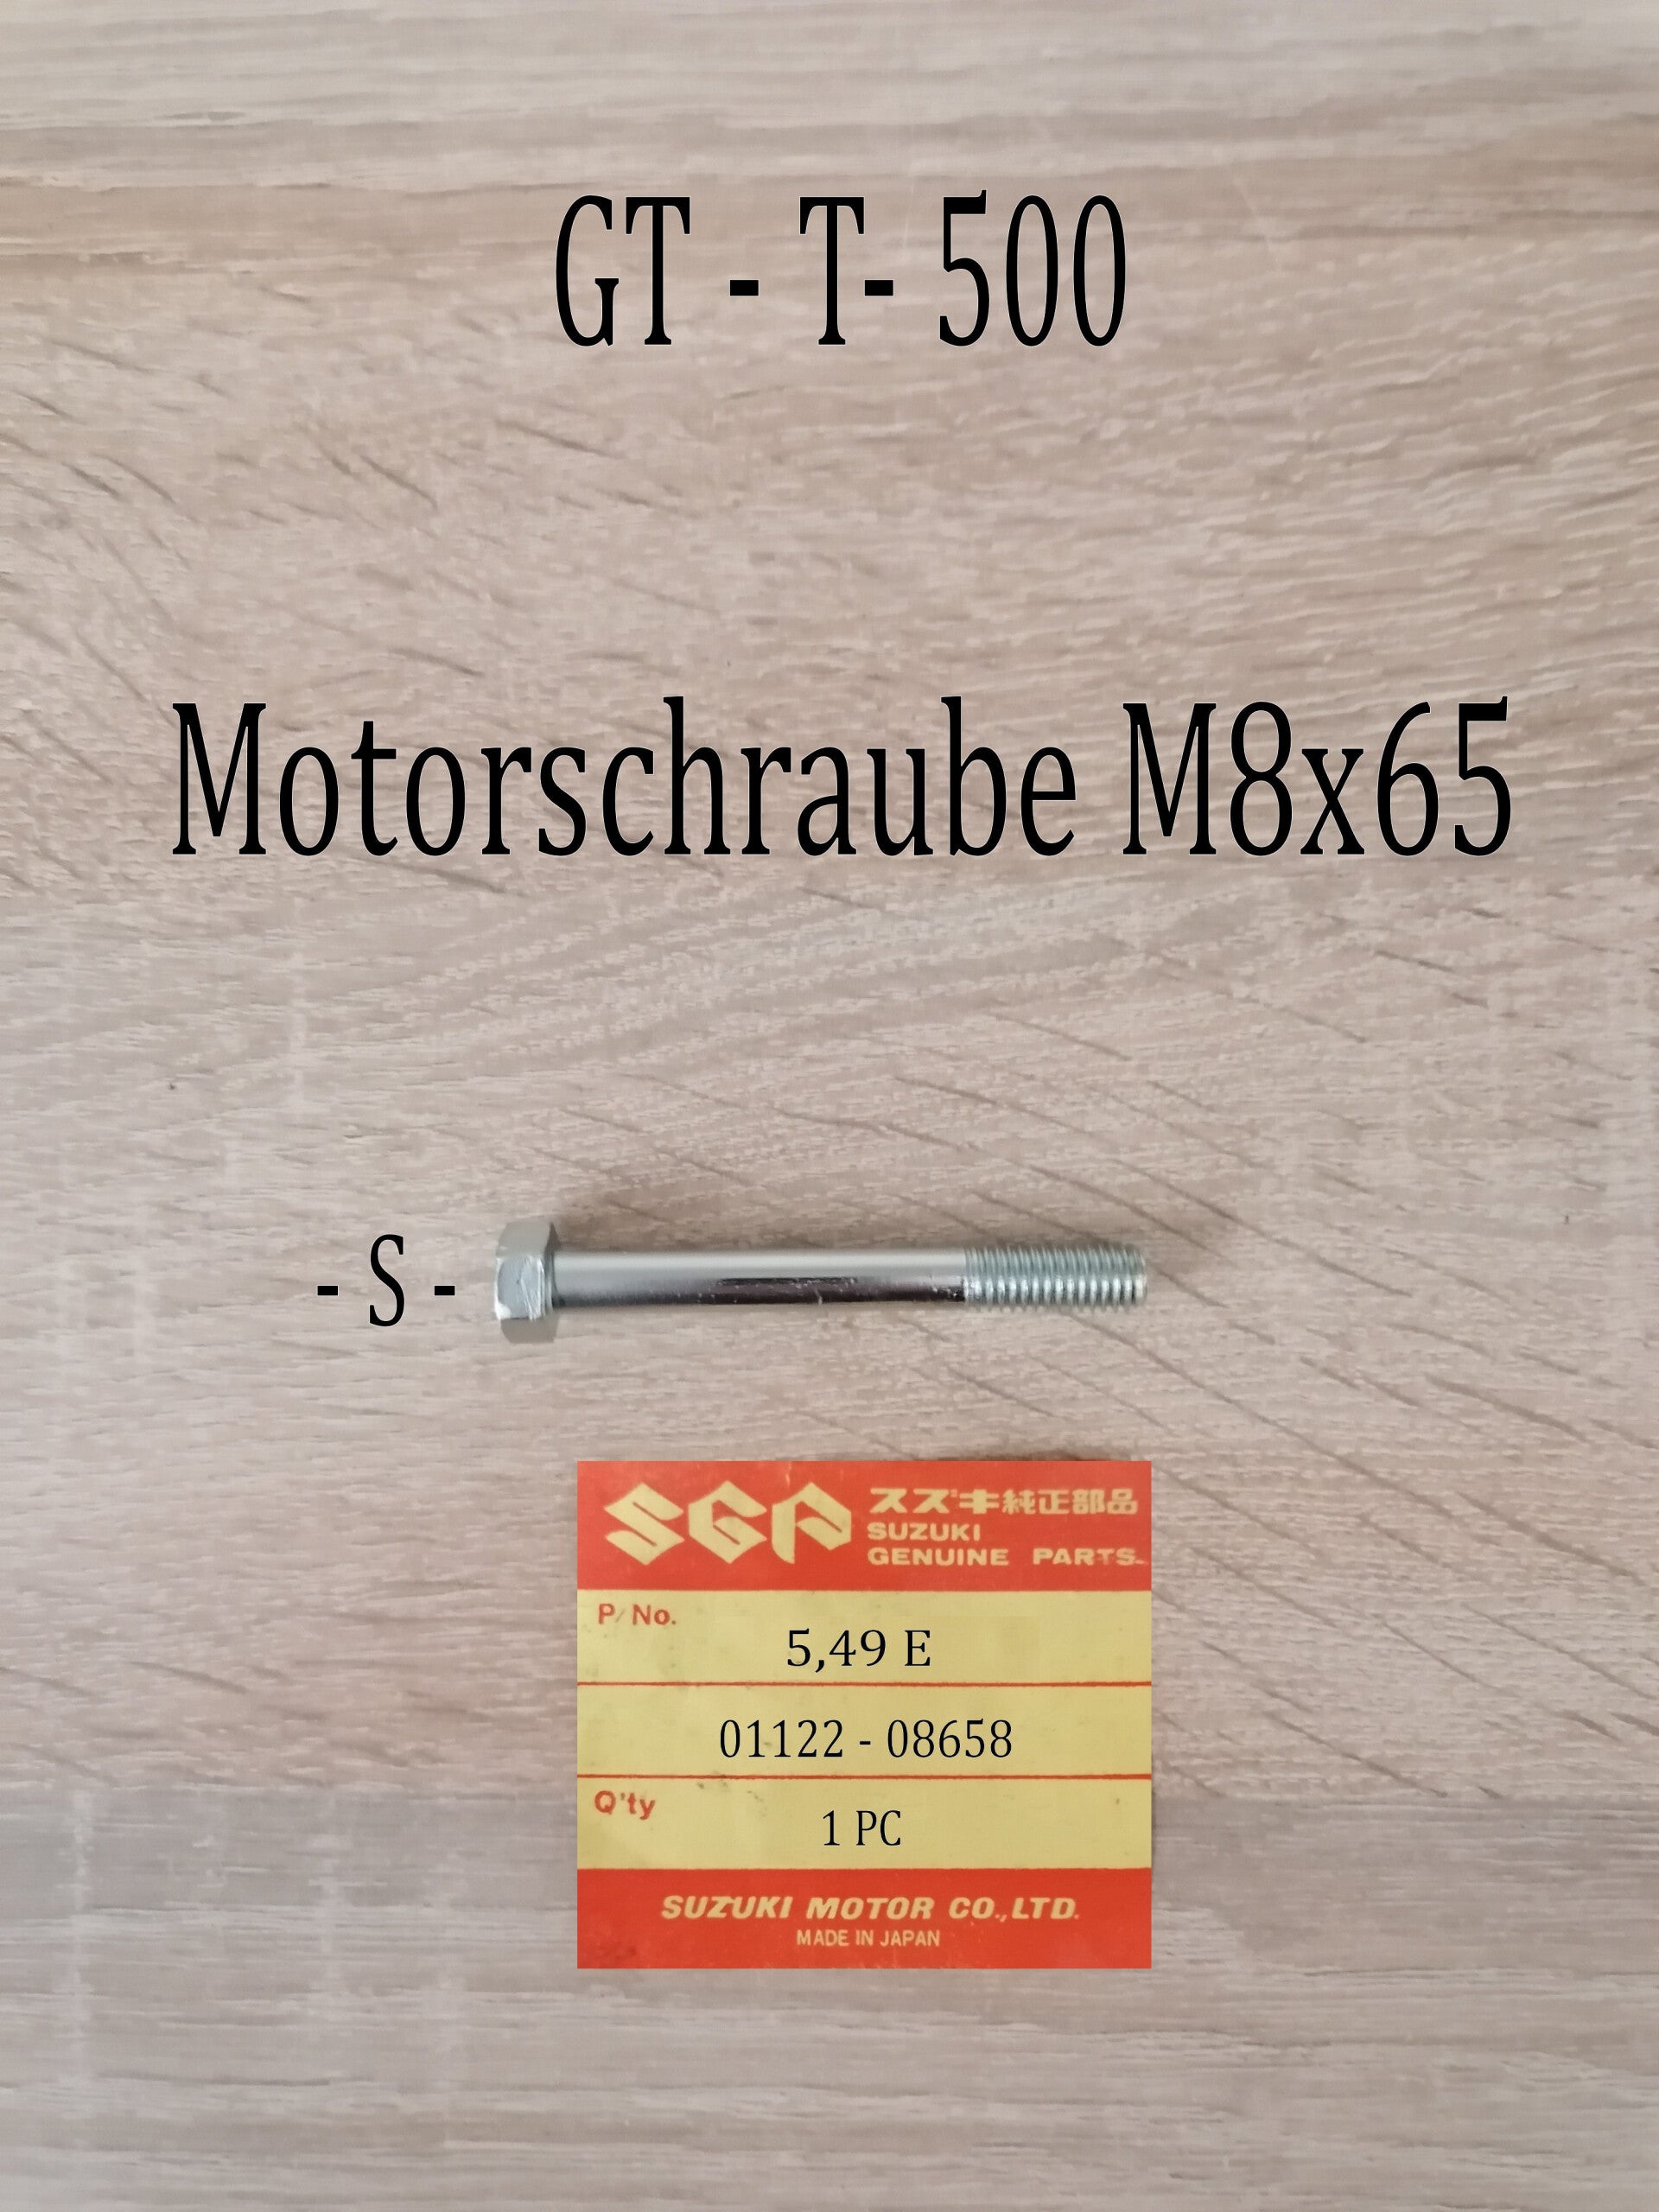 GT - T- 500
Motorschraube M8x65
- S -
SGP
スズキ純正部品
SUZUKI
GENUINE PARTS
P/No.
5,49 E
01122 - 08658
Q'ty
1 PC
SUZUKI MOTOR CO.,LTD.
MADE IN JAPAN